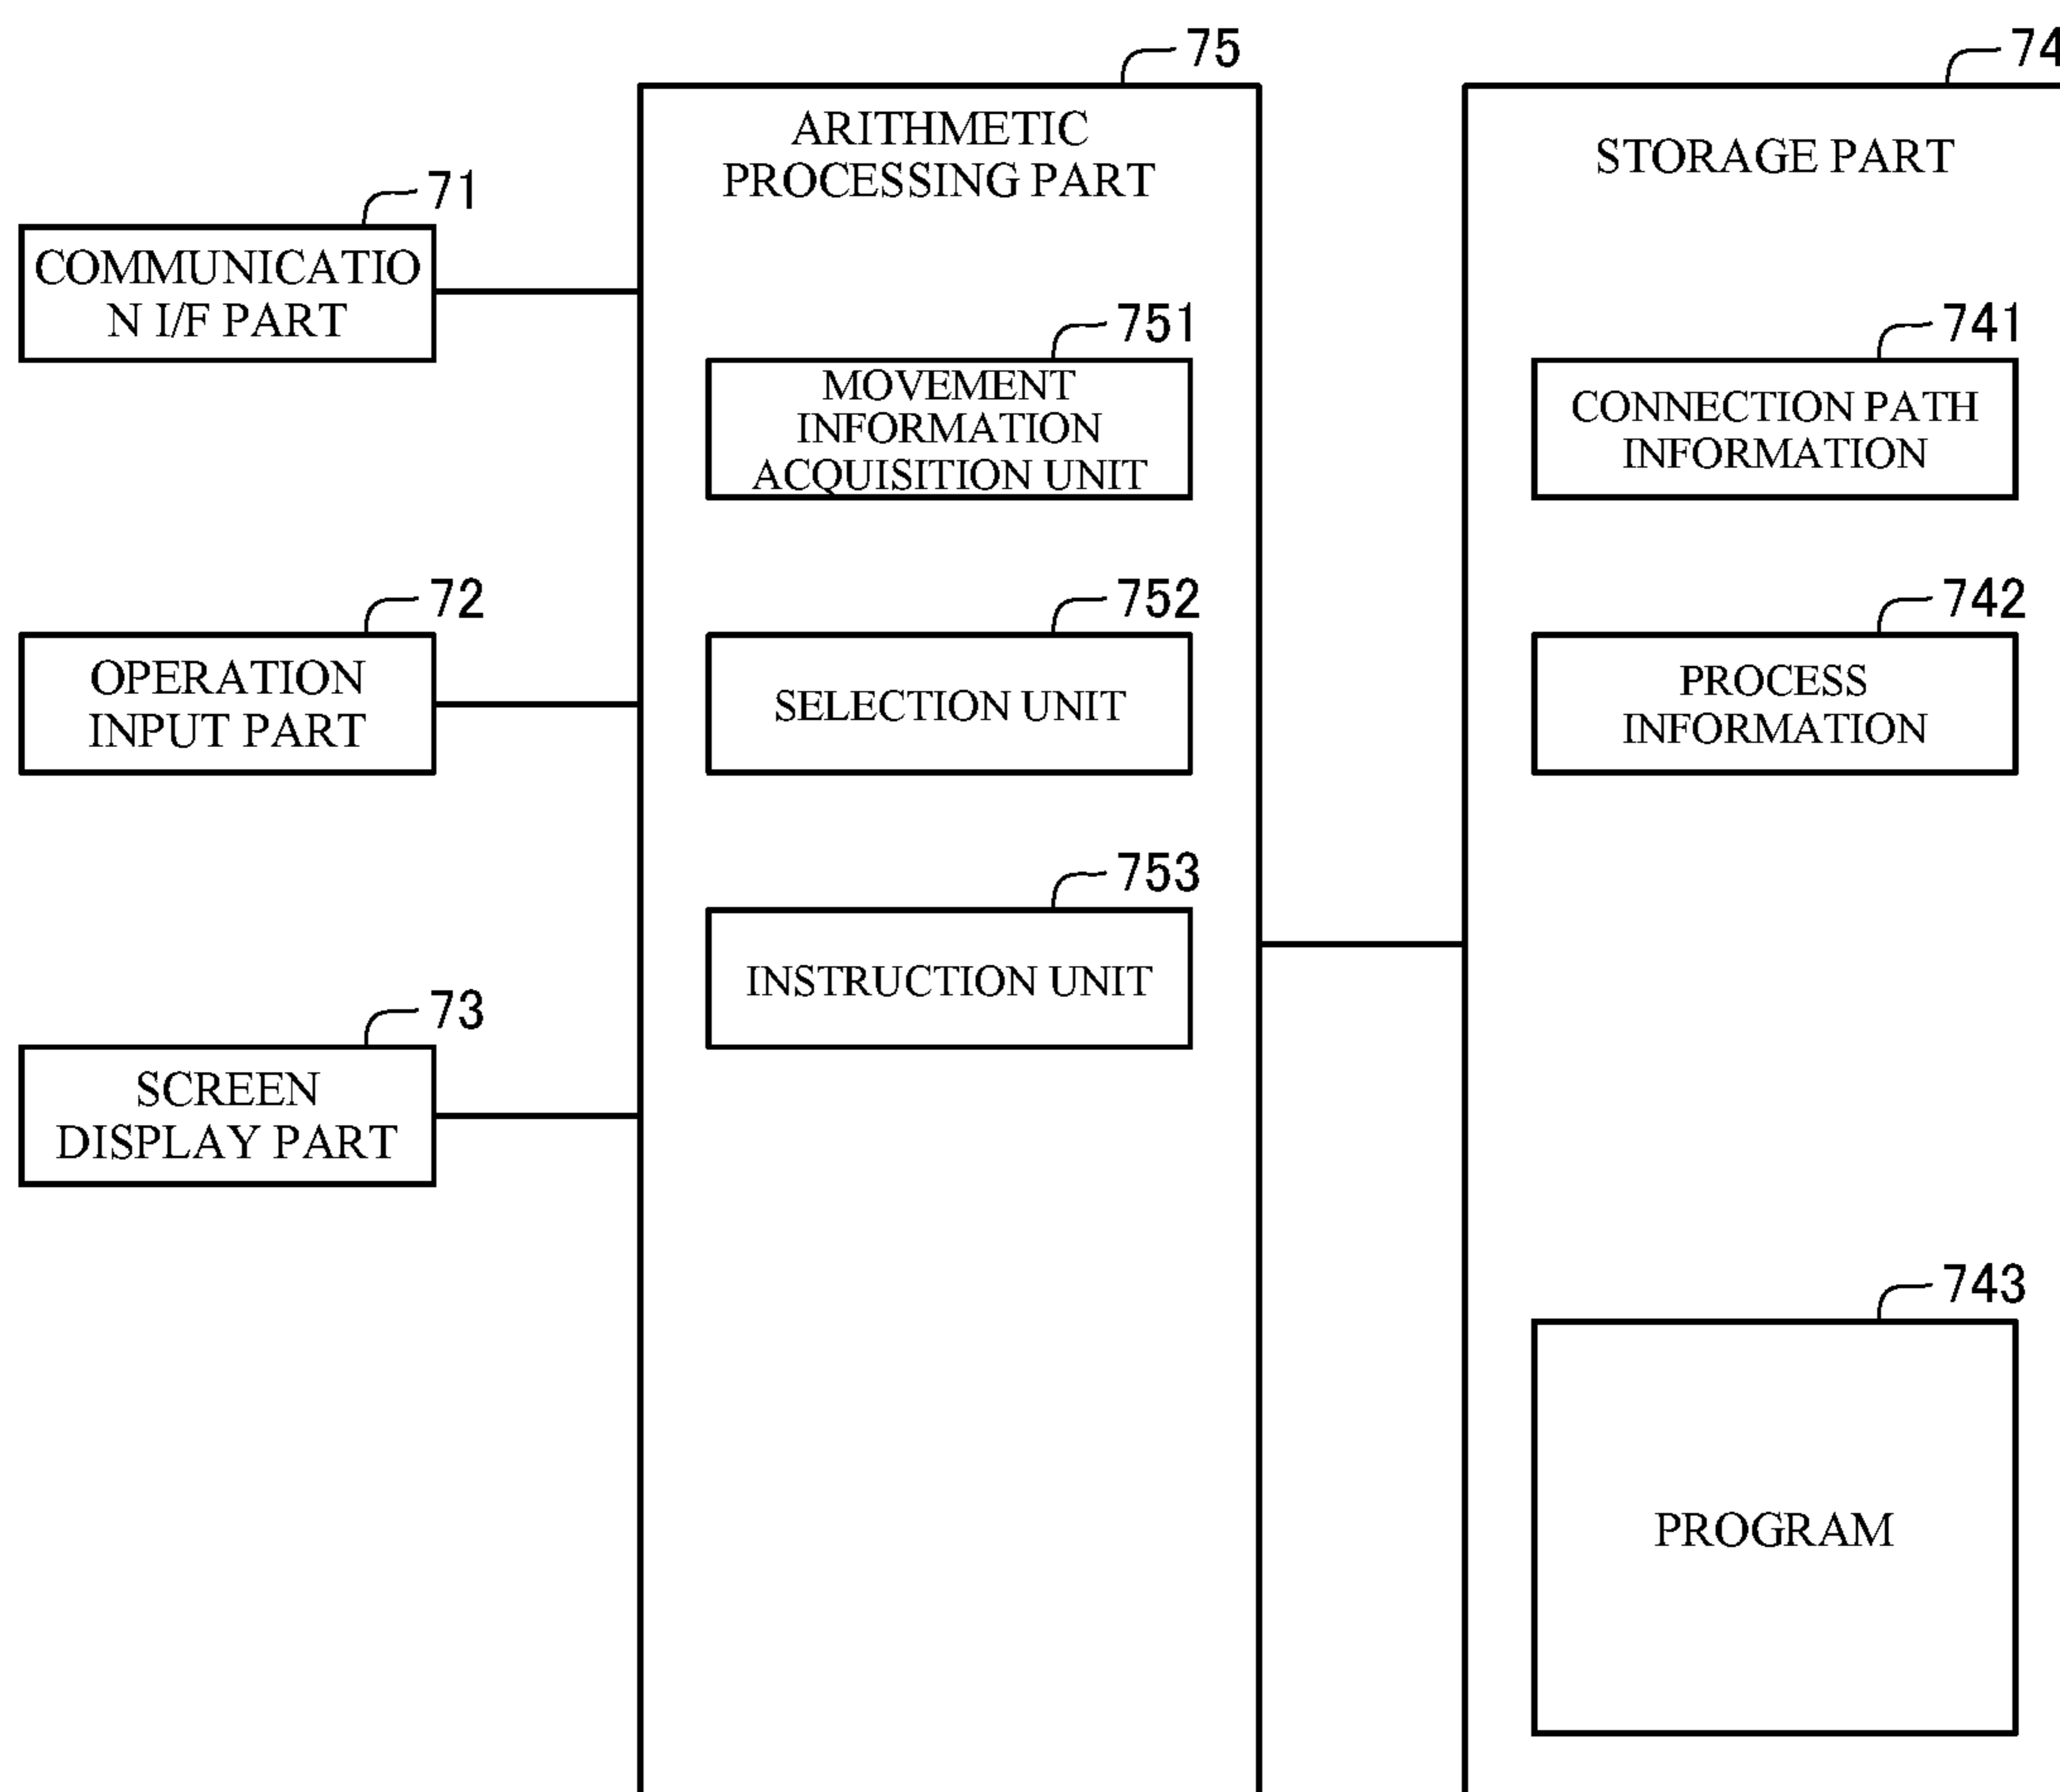 75
ARITHMETIC
PROCESSING PART
74
STORAGE PART
71
COMMUNICATIO
N I/F PART
751
MOVEMENT
INFORMATION
ACQUISITION UNIT
741
CONNECTION PATH
INFORMATION
72
OPERATION
INPUT PART
752
SELECTION UNIT
742
PROCESS
INFORMATION
753
INSTRUCTION UNIT
73
SCREEN
DISPLAY PART
743
PROGRAM